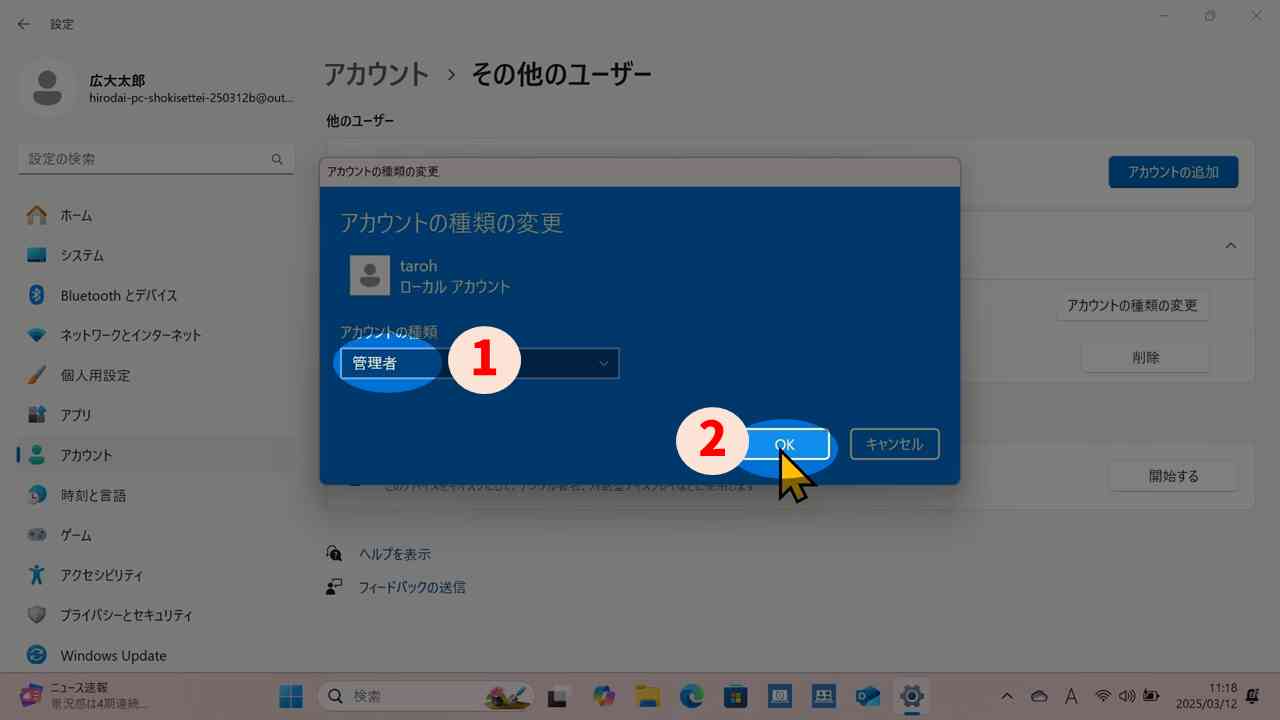 設定
広大太郎
hirodai-pc-shokisettei-250312b@out...
設定の検索
ホーム
システム
Bluetooth とデバイス
ネットワークとインターネット
個人用設定
アプリ
アカウント
時刻と言語
ゲーム
アクセシビリティ
プライバシーとセキュリティ
Windows Update
アカウント › その他のユーザー
他のユーザー
アカウントの追加
アカウントの種類の変更
削除
開始する
アカウントの種類の変更
アカウントの種類の変更
taroh
ローカル アカウント
アカウントの種類
管理者
1
2
OK
キャンセル
ヘルプを表示
フィードバックの送信
ニュース速報
景況感は4期連続...
検索
A
11:18
2025/03/12